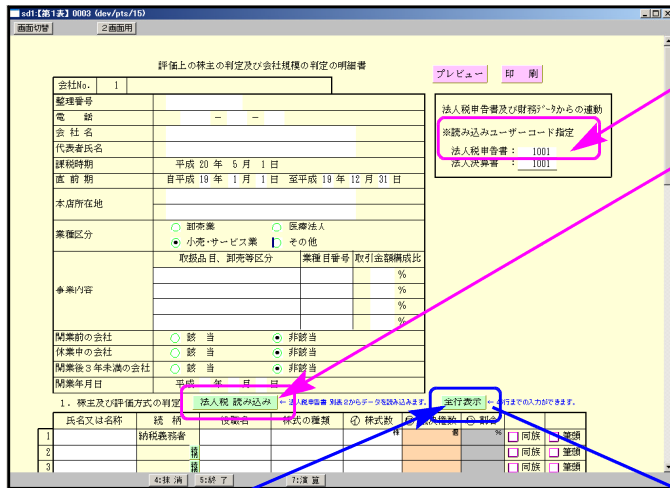 sd1:【第1表】 0003 (dev/pts/15)
画面切替 2画面用
評価上の株主の判定及び会社規模の判定の明細書
プレビュー 印 刷
会社No. 1
整理番号
電 話 － －
会 社 名
代表者氏名
課税時期 平成 20 年 5 月 1 日
直 前 期 自平成 19 年 1 月 1 日 至平成 19 年 12 月 31 日
本店所在地
業種区分 卸売業 医療法人
小売･サービス業 その他
法人税申告書及び財務ﾃﾞｰﾀからの連動
※読み込みユーザーコード指定
法人税申告書： 1001
法人決算書 ： 1001
事業内容 取扱品目、卸売等区分 業種目番号 取引金額構成比
%
%
%
%
開業前の会社 該 当 非該当
休業中の会社 該 当 非該当
開業後３年未満の会社 該 当 非該当
開業年月日 平成 年 月 日
1. 株主及び評価方式の判定 法人税 読み込み ← 法人税申告書 別表２からデータを読み込みます。 全行表示 行までの入力ができます。
氏名又は名称 続 柄 役職名 株式の種類 ㋑ 株式数 決権数 割合
1 納税義務者 株 個 % 同族 筆頭
2 同族 筆頭
3 同族 筆頭
4:抹 消 5:終 了 7:演 算